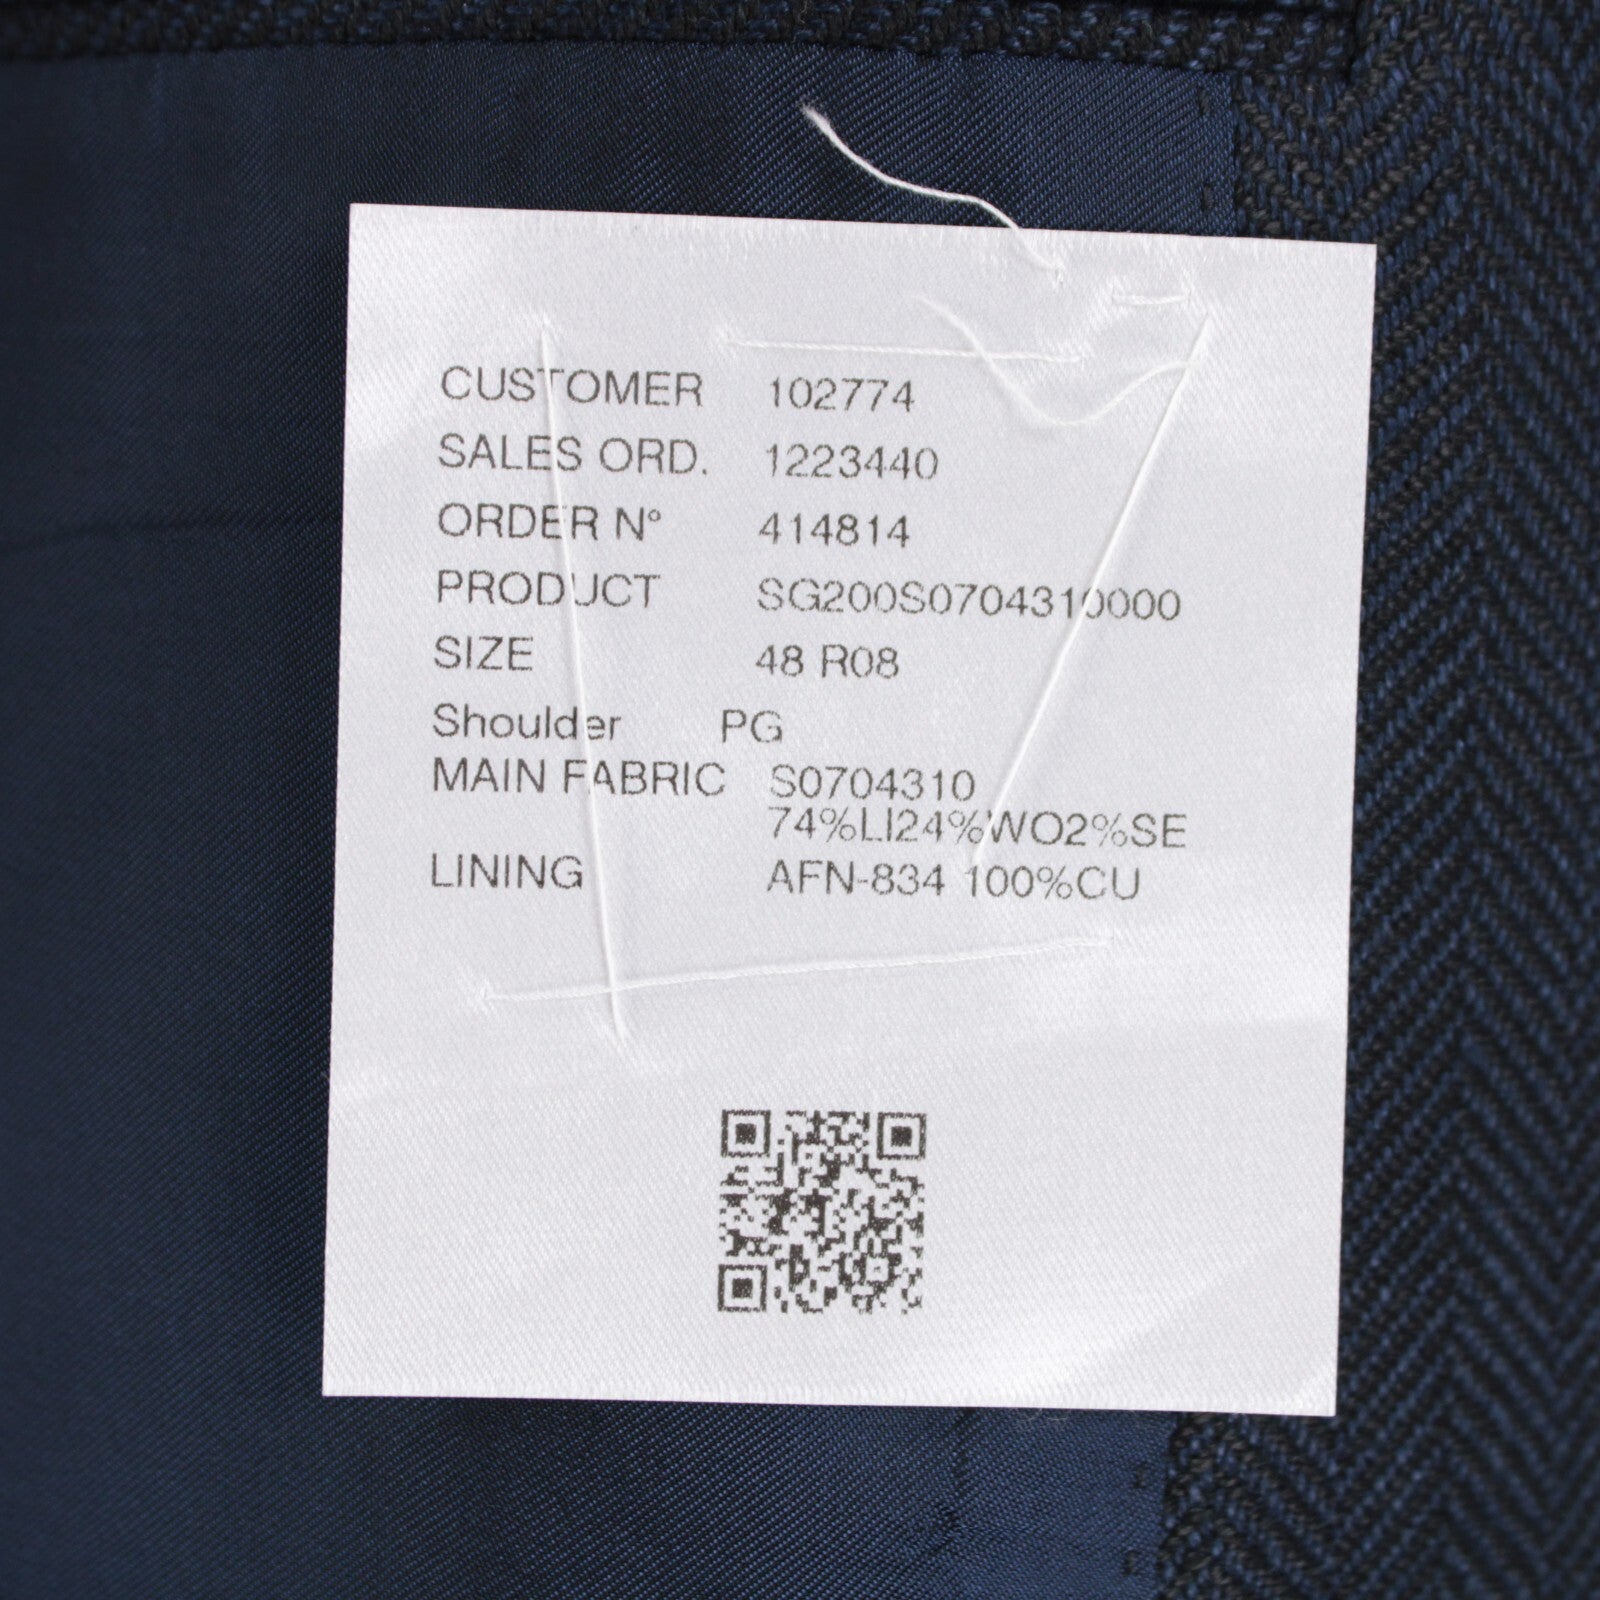 CUSTOMER 102774
SALES ORD. 1223440
ORDER N° 414814
PRODUCT SG200S0704310000
SIZE 48 R08
Shoulder PG
MAIN FABRIC S0704310
74%LI24%WO2%SE
LINING AFN-834 100%CU